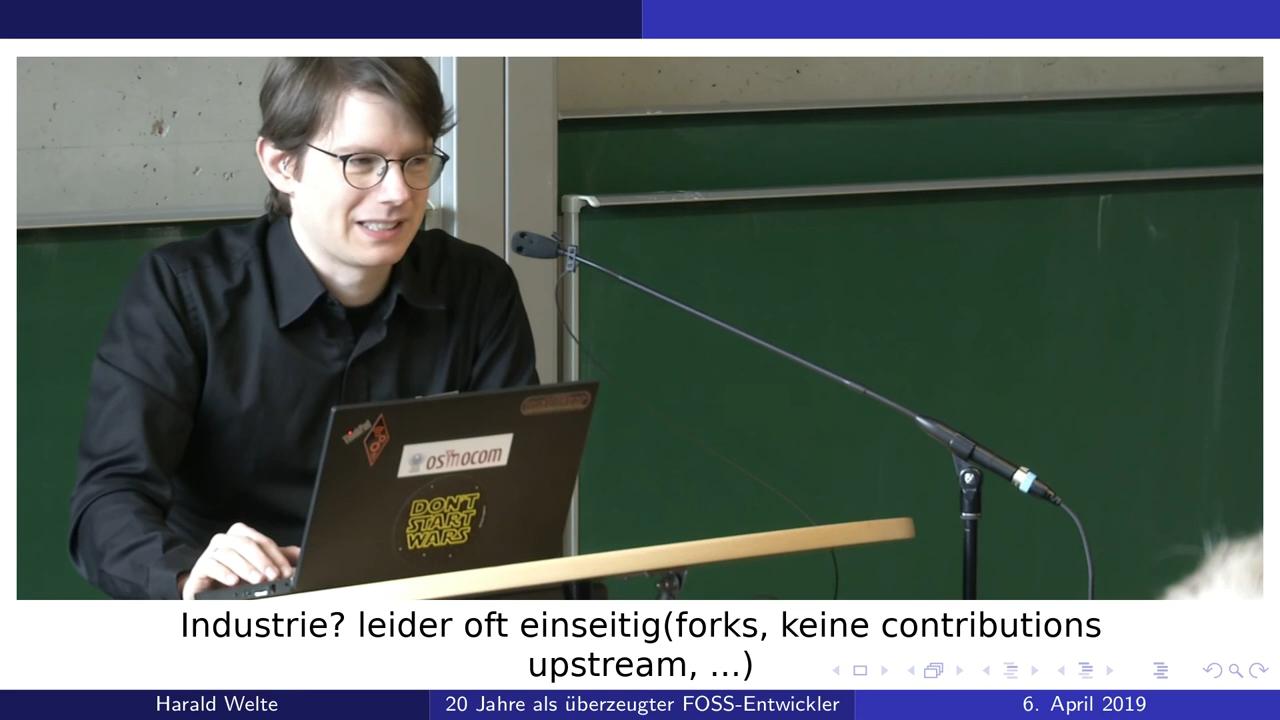 osmocom
DON'T
START
WARS
Industrie? leider oft einseitig(forks, keine contributions
upstream, ...)
Harald Welte
20 Jahre als überzeugter FOSS-Entwickler
6. April 2019